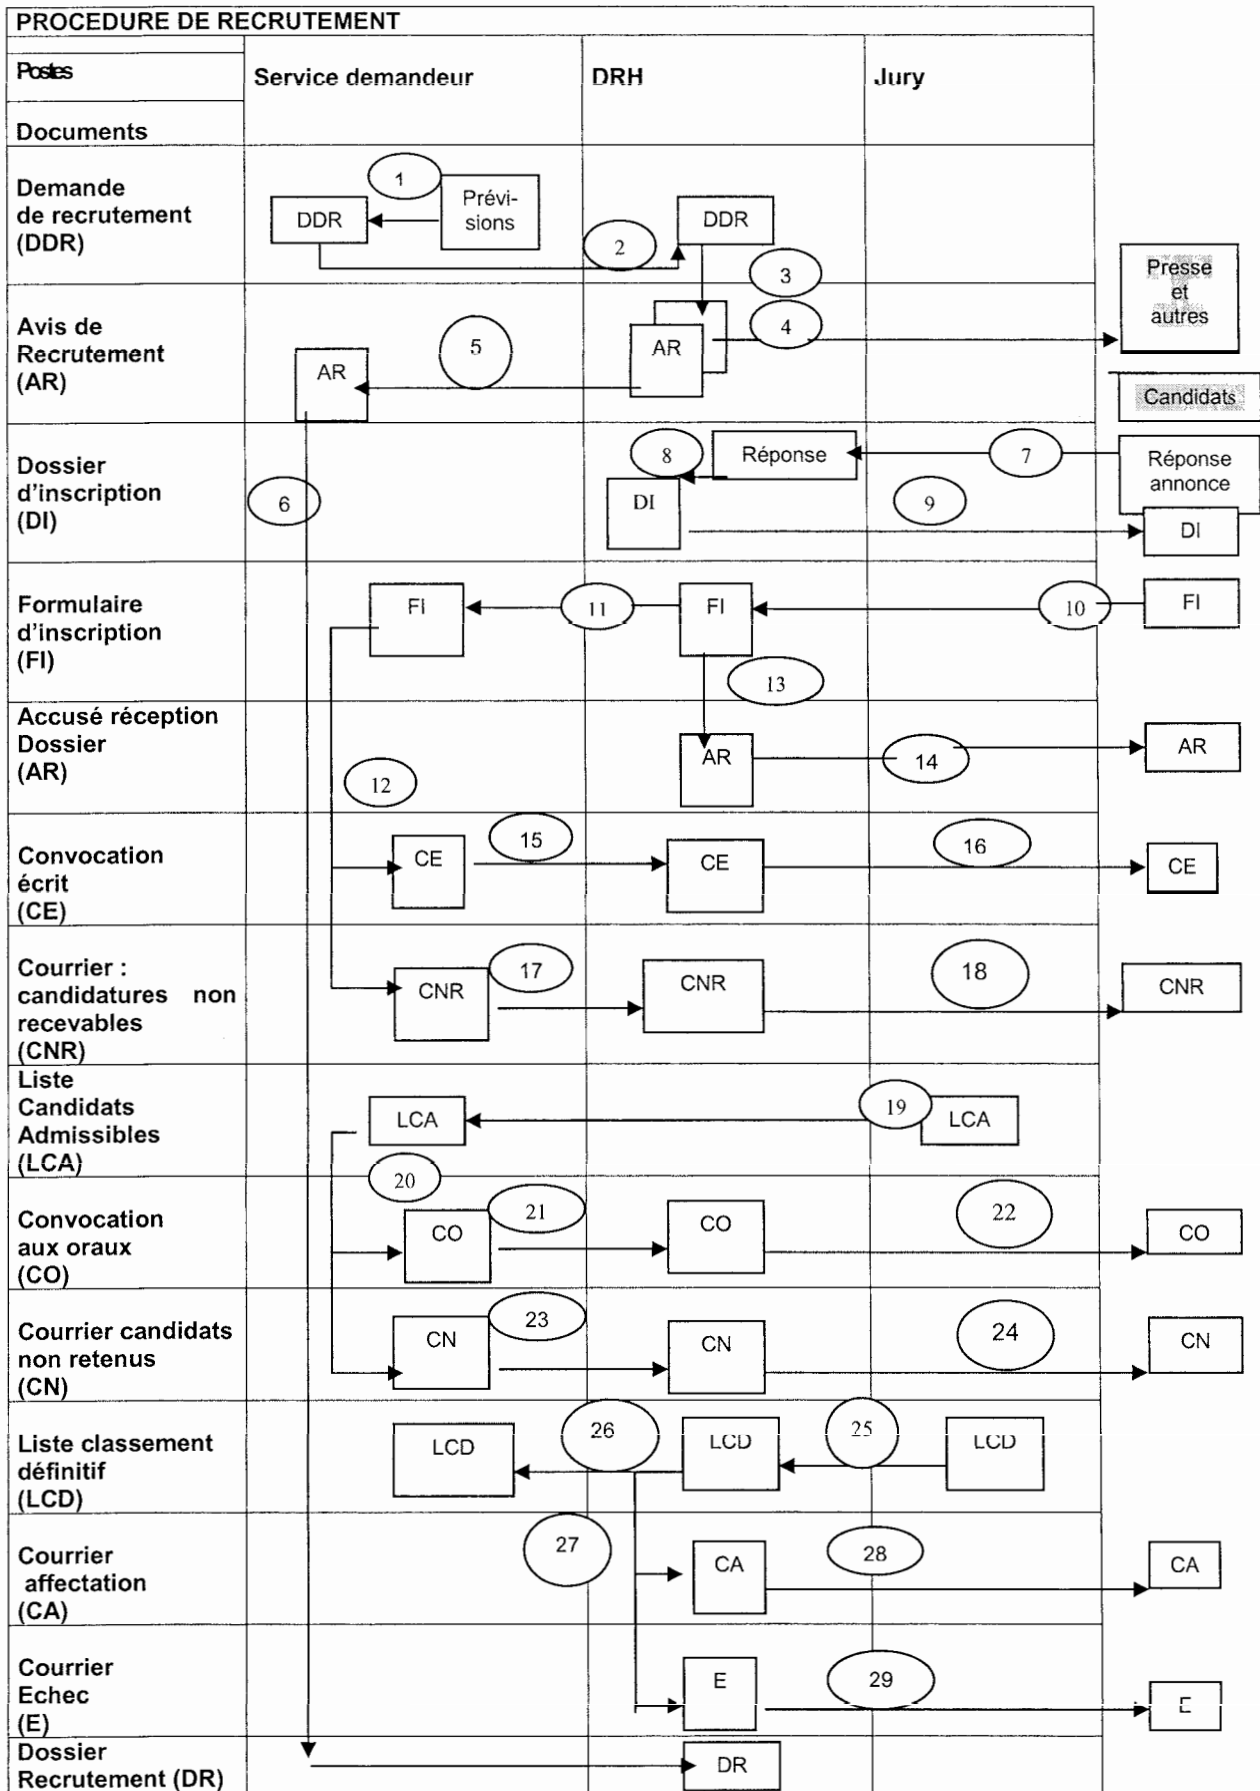 PROCEDURE DE RECRUTEMENT
Postes
Service demandeur
DRH
Jury
Documents
Demande
de recrutement
(DDR)
1
DDR
Prévi-
sions
2
DDR
3
Presse
et
autres
Avis de
Recrutement
(AR)
AR
5
AR
4
Candidats
Dossier
d'inscription
(DI)
6
8
Réponse
7
Réponse
annonce
DI
9
DI
Formulaire
d'inscription
(FI)
FI
11
FI
10
FI
13
Accusé réception
Dossier
(AR)
12
AR
14
AR
Convocation
écrit
(CE)
CE
15
CE
16
CE
Courrier :
candidatures non
recevables
(CNR)
CNR
17
CNR
18
CNR
Liste
Candidats
Admissibles
(LCA)
LCA
19
LCA
20
Convocation
aux oraux
(CO)
CO
21
CO
22
CO
Courrier candidats
non retenus
(CN)
CN
23
CN
24
CN
Liste classement
définitif
(LCD)
LCD
26
LCD
25
LCD
Courrier
affectation
(CA)
27
CA
28
CA
Courrier
Echec
(E)
E
29
E
Dossier
Recrutement (DR)
DR